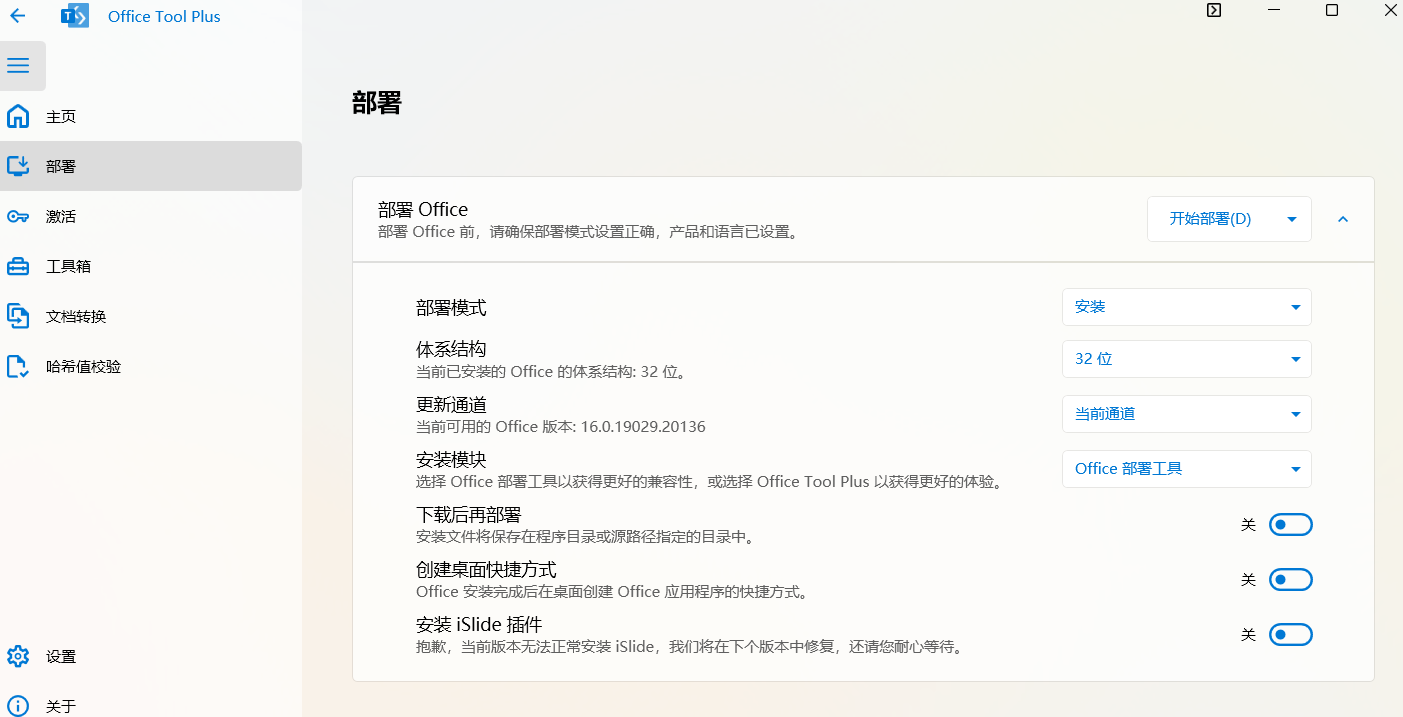 Office Tool Plus
主页
部署
激活
工具箱
文档转换
哈希值校验
设置
关于
部署
部署 Office
部署 Office 前，请确保部署模式设置正确，产品和语言已设置。
开始部署(D)
部署模式
安装
体系结构
当前已安装的 Office 的体系结构: 32 位。
32 位
更新通道
当前可用的 Office 版本: 16.0.19029.20136
当前通道
安装模块
选择 Office 部署工具以获得更好的兼容性，或选择 Office Tool Plus 以获得更好的体验。
Office 部署工具
下载后再部署
安装文件将保存在程序目录或源路径指定的目录中。
关
创建桌面快捷方式
Office 安装完成后在桌面创建 Office 应用程序的快捷方式。
关
安装 iSlide 插件
抱歉，当前版本无法正常安装 iSlide，我们将在下个版本中修复，还请您耐心等待。
关